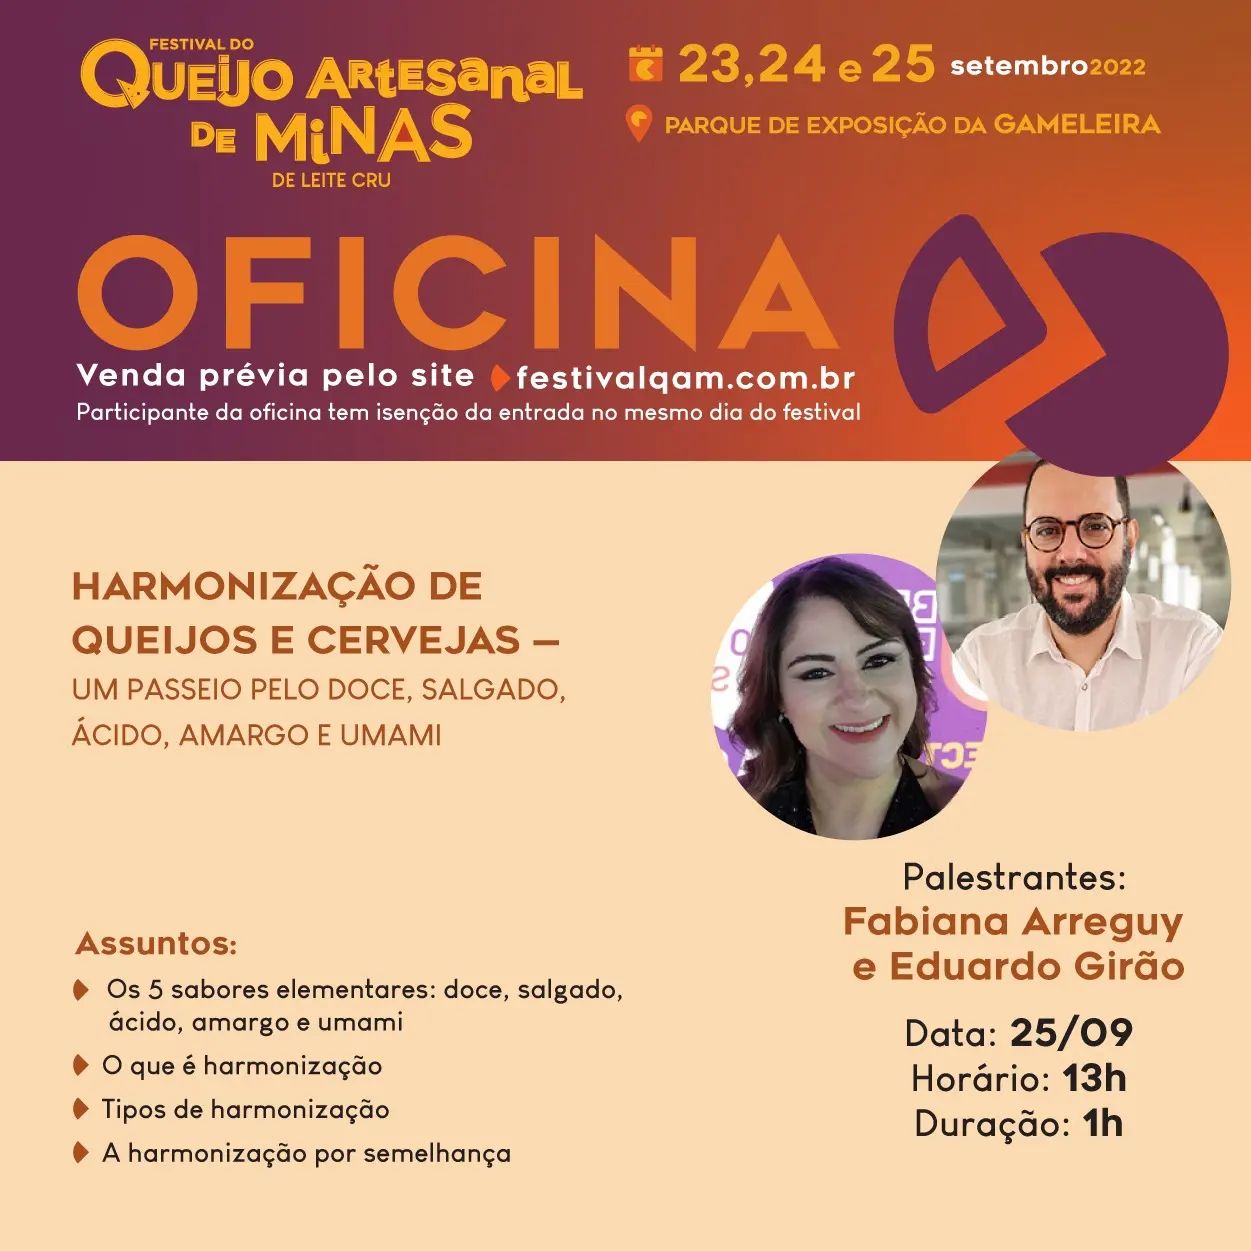 FESTIVAL DO
QUEIJO ARTESANAL
DE MINAS
DE LEITE CRU
23,24 e 25 setembro2022
PARQUE DE EXPOSIÇÃO DA GAMELEIRA
OFICINA
Venda prévia pelo site festivalqam.com.br
Participante da oficina tem isenção da entrada no mesmo dia do festival
HARMONIZAÇÃO DE
QUEIJOS E CERVEJAS –
UM PASSEIO PELO DOCE, SALGADO,
ÁCIDO, AMARGO E UMAMI
Assuntos:
Os 5 sabores elementares: doce, salgado,
ácido, amargo e umami
O que é harmonização
Tipos de harmonização
A harmonização por semelhança
Palestrantes:
Fabiana Arreguy
e Eduardo Girão
Data: 25/09
Horário: 13h
Duração: 1h